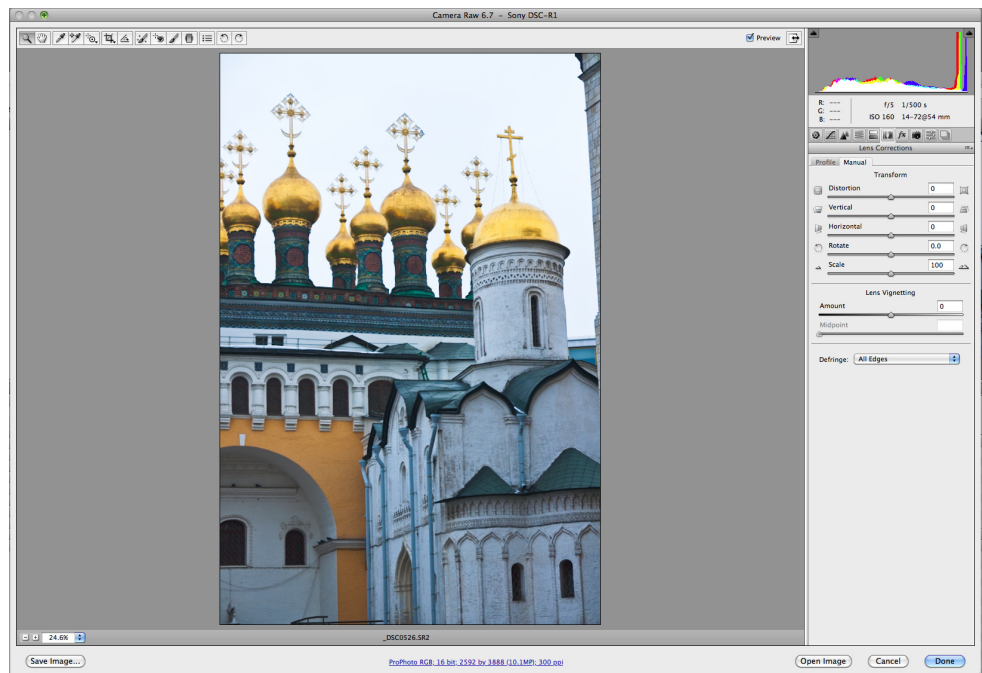 Camera Raw 6.7 – Sony DSC-R1
Preview
R: ---
G: ---
B: ---
f/5 1/500 s
ISO 160 14-72@54 mm
fx
Lens Corrections
Profile Manual
Transform
Distortion 0
Vertical 0
Horizontal 0
Rotate 0.0
Scale 100
Lens Vignetting
Amount 0
Midpoint
Defringe: All Edges
24.6%
_DSC0526.SR2
Save Image...
ProPhoto RGB; 16 bit; 2592 by 3888 (10.1MP); 300 ppi
Open Image
Cancel
Done